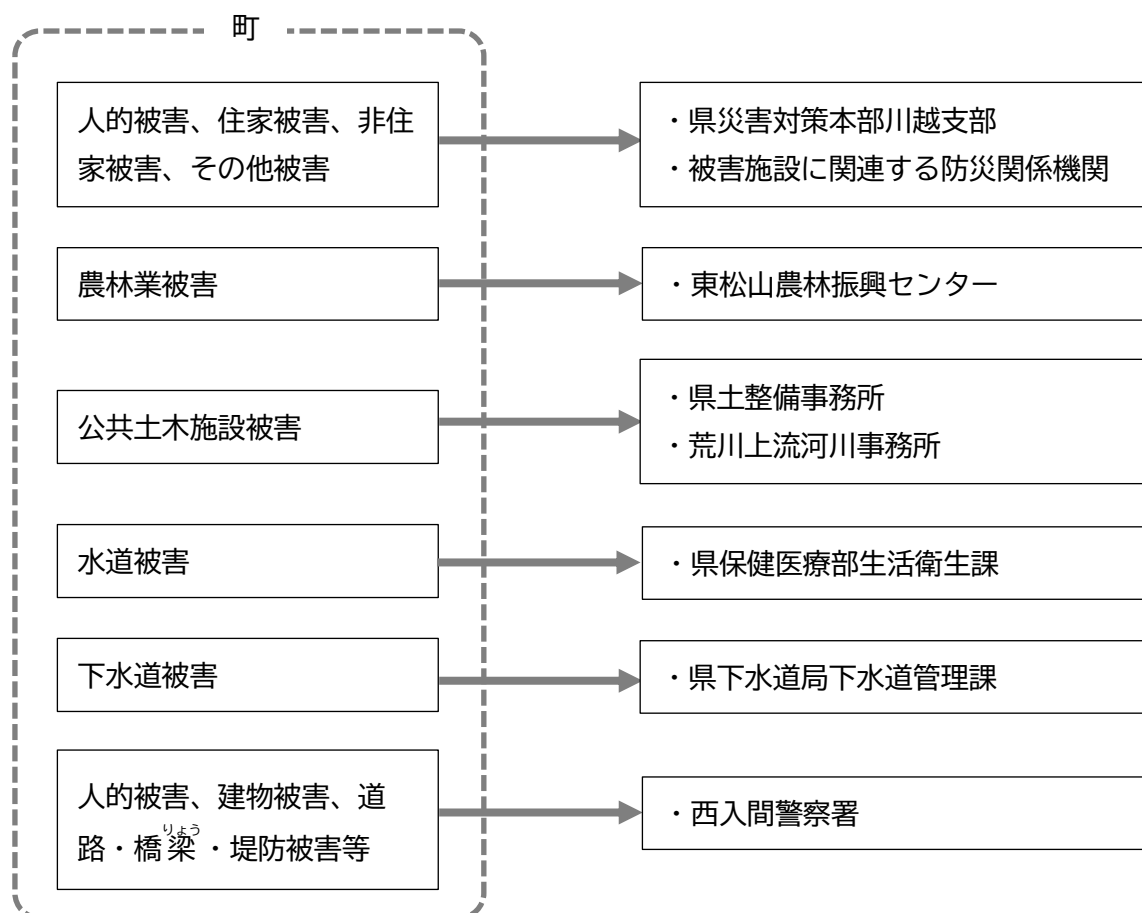 町
人的被害、住家被害、非住
家被害、その他被害
・県災害対策本部川越支部
・被害施設に関連する防災関係機関
農林業被害
・東松山農林振興センター
公共土木施設被害
・県土整備事務所
・荒川上流河川事務所
水道被害
・県保健医療部生活衛生課
下水道被害
・県下水道局下水道管理課
人的被害、建物被害、道
りょう
路・橋梁・堤防被害等
・西入間警察署